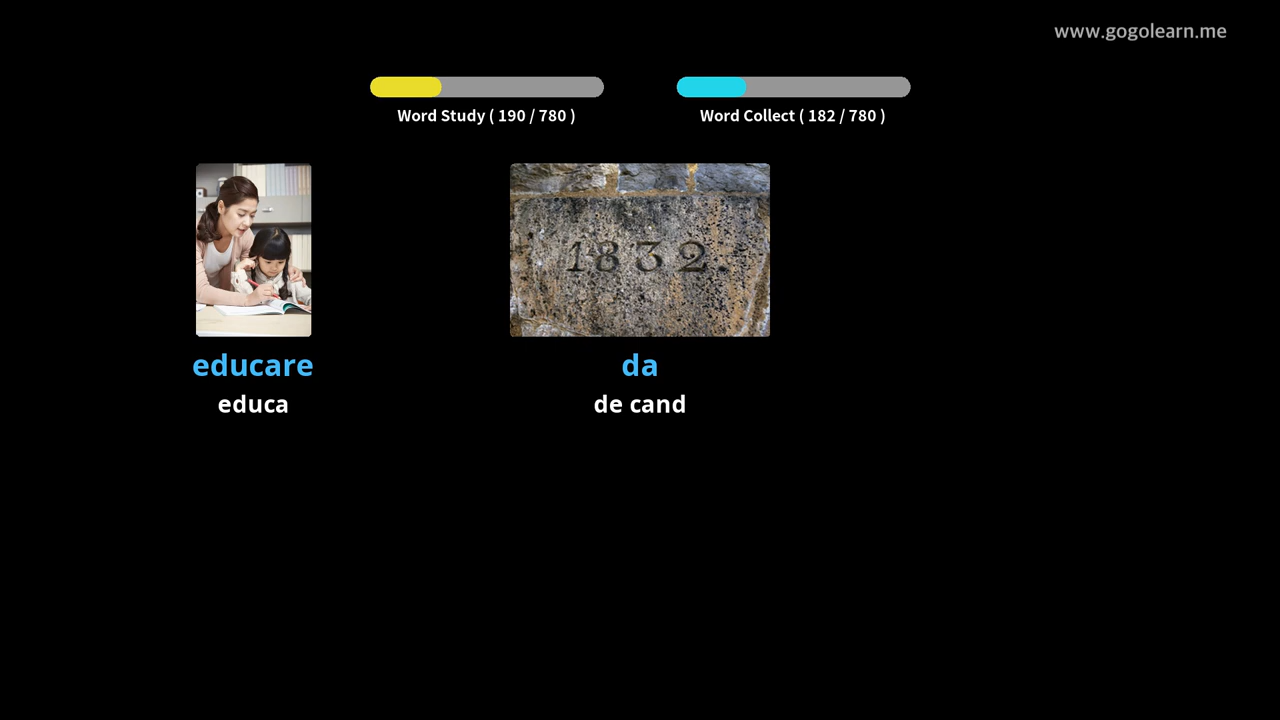 www.gogolearn.me
Word Study ( 190 / 780 )
Word Collect ( 182 / 780 )
1832.
educare
educa
da
de cand